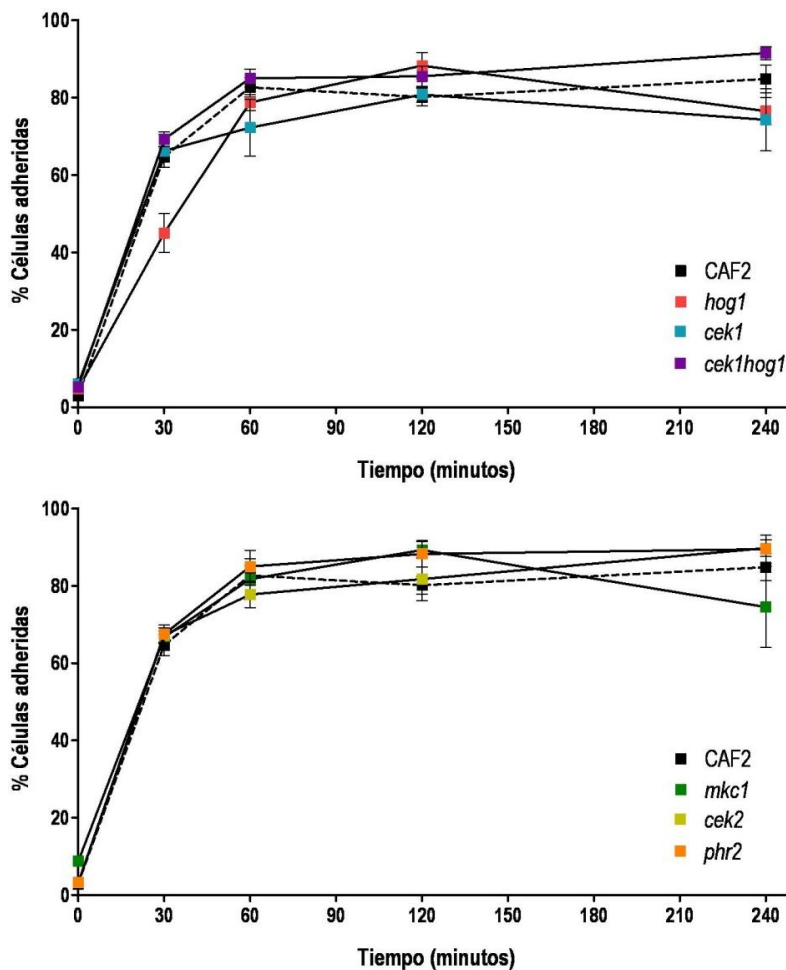 100
80
60
40
20
0
% Células adheridas
CAF2
hog1
cek1
cek1hog1
0 30 60 90 120 150 180 210 240
Tiempo (minutos)
100
80
60
40
20
0
% Células adheridas
CAF2
mkc1
cek2
phr2
0 30 60 90 120 150 180 210 240
Tiempo (minutos)